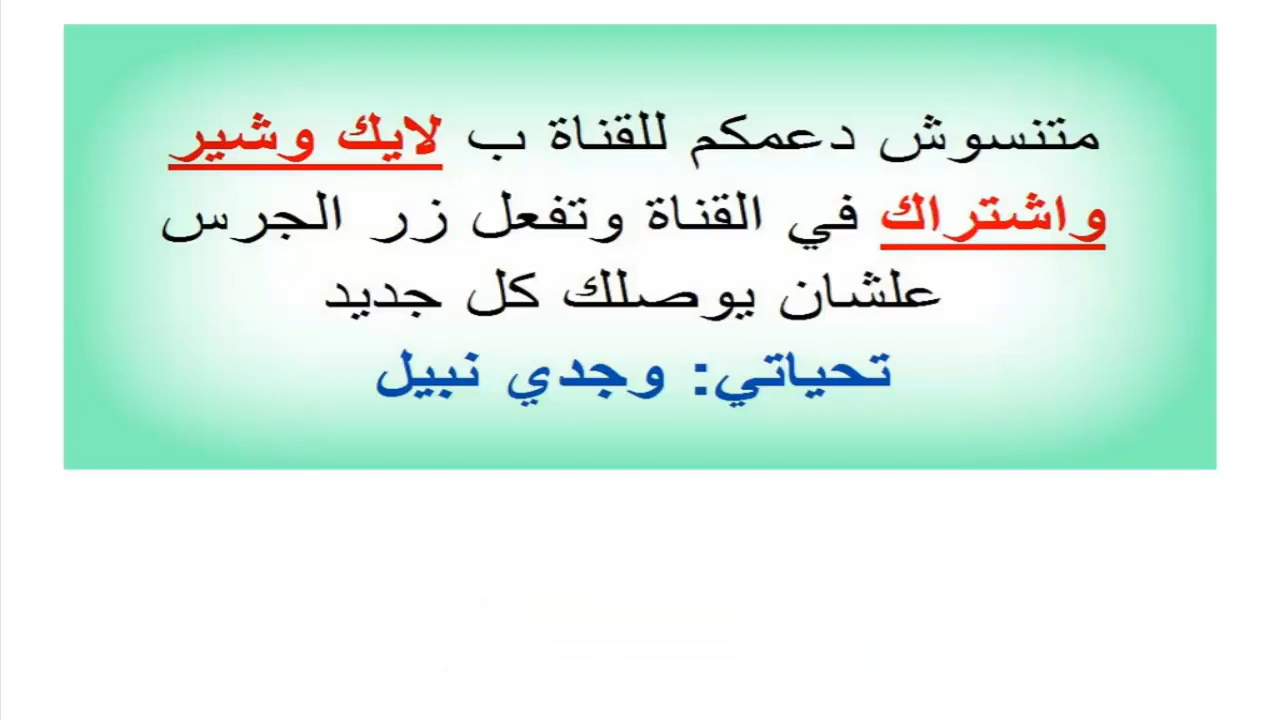 متنسوش دعمكم للقناة ب لايك وشير
واشتراك في القناة وتفعل زر الجرس
علشان يوصلك كل جديد
تحياتي: وجدي نبيل